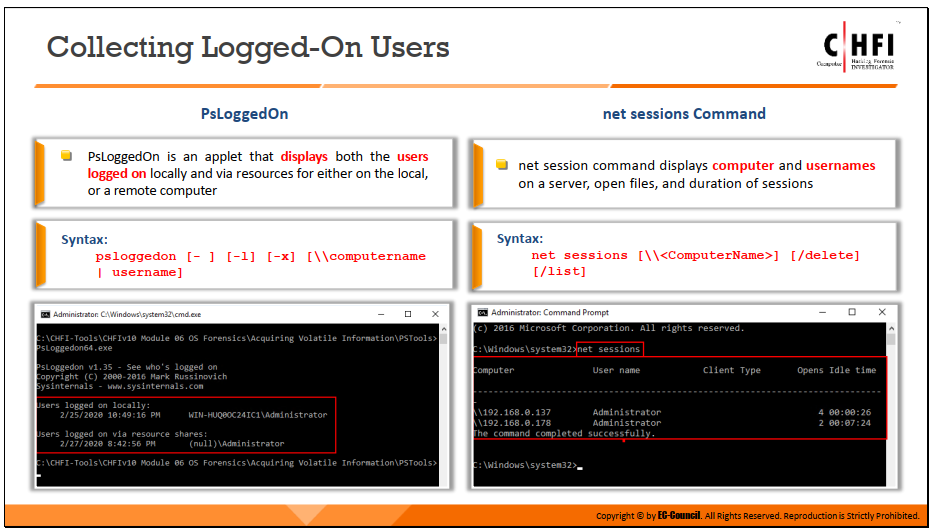 Collecting Logged-On Users
CHFI
Computer Hacking Forensic
INVESTIGATOR
PsLoggedOn
PsLoggedOn is an applet that displays both the users
logged on locally and via resources for either on the local,
or a remote computer
Syntax:
psloggedon [- ] [-l] [-x] [\\computername
| username]
Administrator: C:\Windows\system32\cmd.exe
C:\CHFI-Tools\CHFIv10 Module 06 OS Forensics\Acquiring Volatile Information\PSTools>
PsLoggedon64.exe
PsLoggedon v1.35 - See who's logged on
Copyright (C) 2000-2016 Mark Russinovich
Sysinternals - www.sysinternals.com
Users logged on locally:
2/25/2020 10:49:16 PM WIN-HUQ0OC24IC1\Administrator
Users logged on via resource shares:
2/27/2020 8:42:56 PM (null)\Administrator
C:\CHFI-Tools\CHFIv10 Module 06 OS Forensics\Acquiring Volatile Information\PSTools>
net sessions Command
net session command displays computer and usernames
on a server, open files, and duration of sessions
Syntax:
net sessions [\\<ComputerName>] [/delete]
[/list]
Administrator: Command Prompt
(c) 2016 Microsoft Corporation. All rights reserved.
C:\Windows\system32>net sessions
Computer User name Client Type Opens Idle time
-------------------------------------------------------------------------------
\\192.168.0.137 Administrator 4 00:00:26
\\192.168.0.178 Administrator 2 00:07:24
The command completed successfully.
C:\Windows\system32>
Copyright © by EC-Council. All Rights Reserved. Reproduction is Strictly Prohibited.